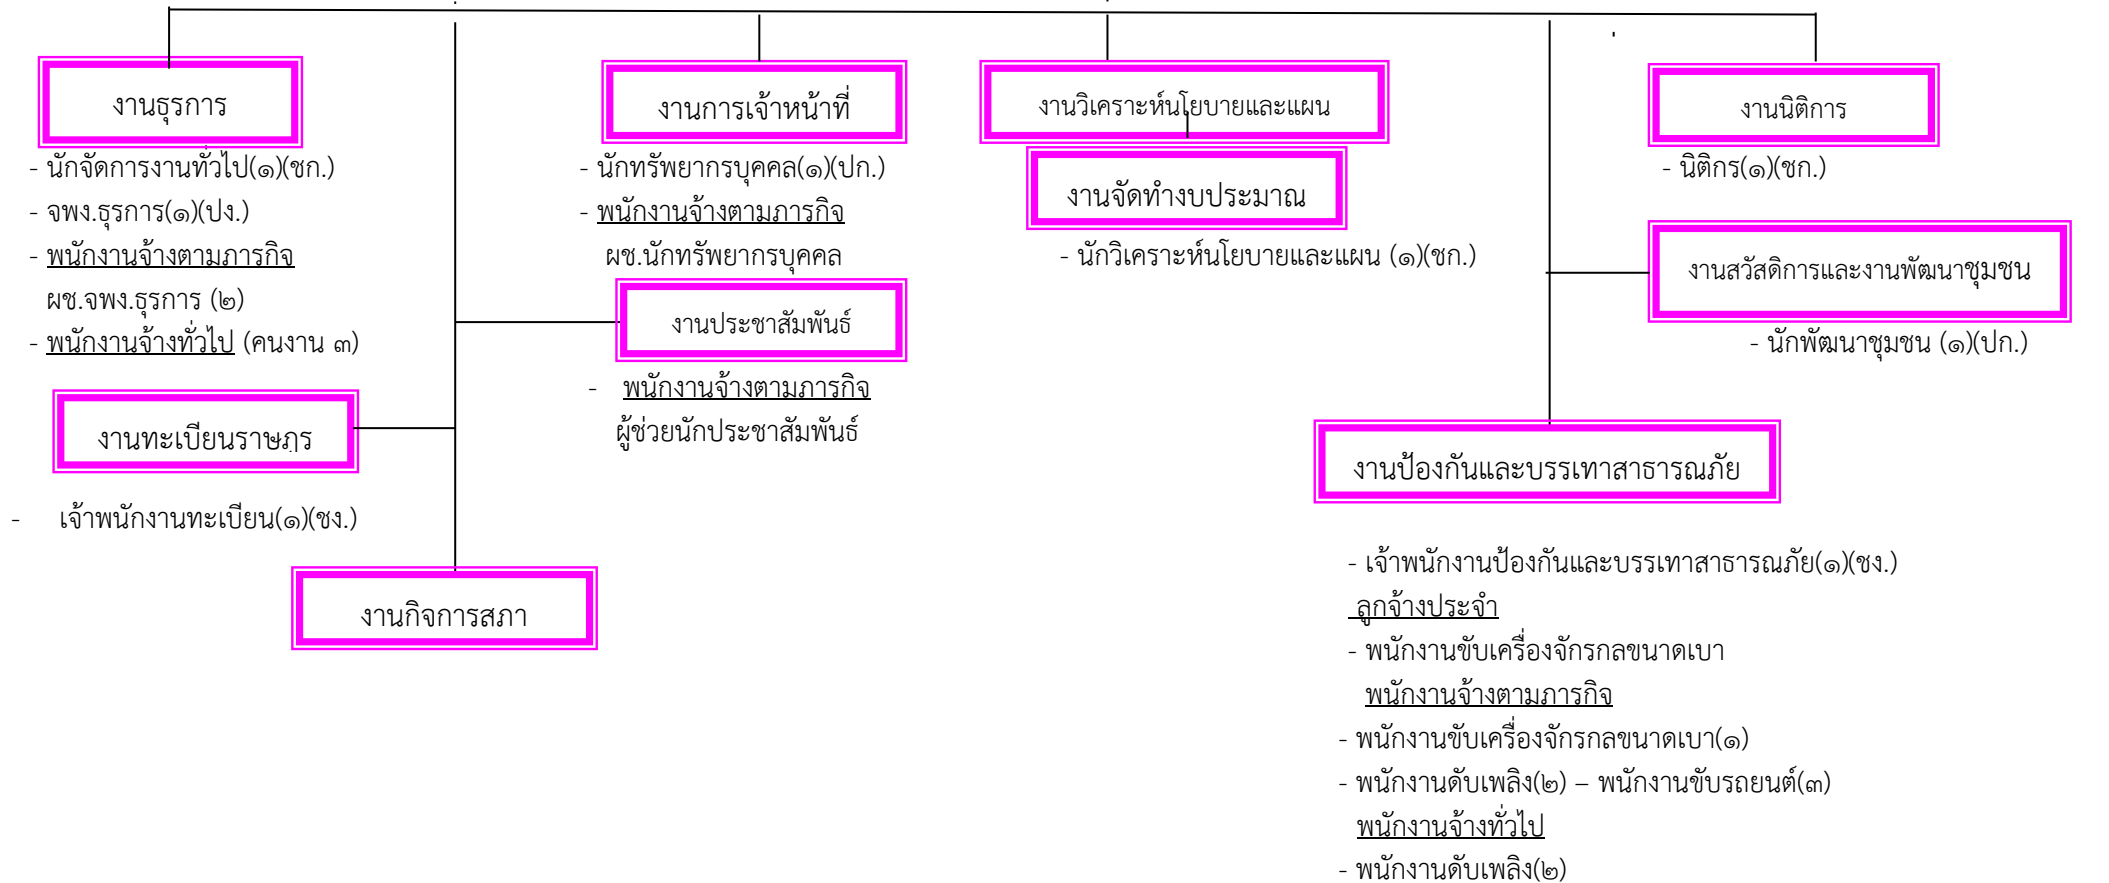 งานธุรการ
- นักจัดการงานทั่วไป(๑)(ชก.)
- จพง.ธุรการ(๑)(ปง.)
- พนักงานจ้างตามภารกิจ
ผช.จพง.ธุรการ (๒)
- พนักงานจ้างทั่วไป (คนงาน ๓)
งานทะเบียนราษฎร
- เจ้าพนักงานทะเบียน(๑)(ชง.)
งานกิจการสภา
งานการเจ้าหน้าที่
- นักทรัพยากรบุคคล(๑)(ปก.)
- พนักงานจ้างตามภารกิจ
ผช.นักทรัพยากรบุคคล
งานประชาสัมพันธ์
- พนักงานจ้างตามภารกิจ
ผู้ช่วยนักประชาสัมพันธ์
งานวิเคราะห์นโยบายและแผน
งานจัดทำงบประมาณ
- นักวิเคราะห์นโยบายและแผน (๑)(ชก.)
งานนิติการ
- นิติกร(๑)(ชก.)
งานสวัสดิการและงานพัฒนาชุมชน
- นักพัฒนาชุมชน (๑)(ปก.)
งานป้องกันและบรรเทาสาธารณภัย
- เจ้าพนักงานป้องกันและบรรเทาสาธารณภัย(๑)(ชง.)
ลูกจ้างประจำ
- พนักงานขับเครื่องจักรกลขนาดเบา
พนักงานจ้างตามภารกิจ
- พนักงานขับเครื่องจักรกลขนาดเบา(๑)
- พนักงานดับเพลิง(๒) – พนักงานขับรถยนต์(๓)
พนักงานจ้างทั่วไป
- พนักงานดับเพลิง(๒)